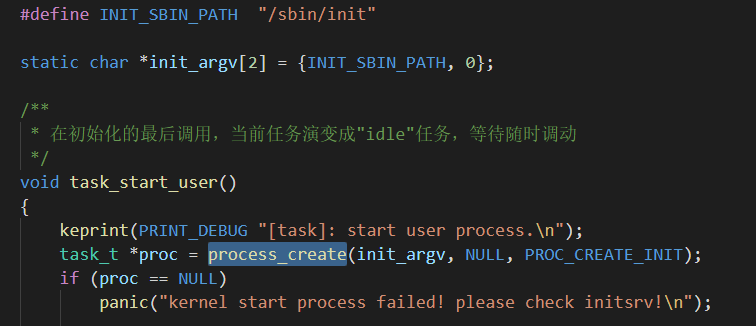 #define INIT_SBIN_PATH  "/sbin/init"
static char *init_argv[2] = {INIT_SBIN_PATH, 0};
/**
 * 在初始化的最后调用，当前任务演变成"idle"任务，等待随时调动
 */
void task_start_user()
{
    keprint(PRINT_DEBUG "[task]: start user process.\n");
    task_t *proc = process_create(init_argv, NULL, PROC_CREATE_INIT);
    if (proc == NULL)
        panic("kernel start process failed! please check initsrv!\n");